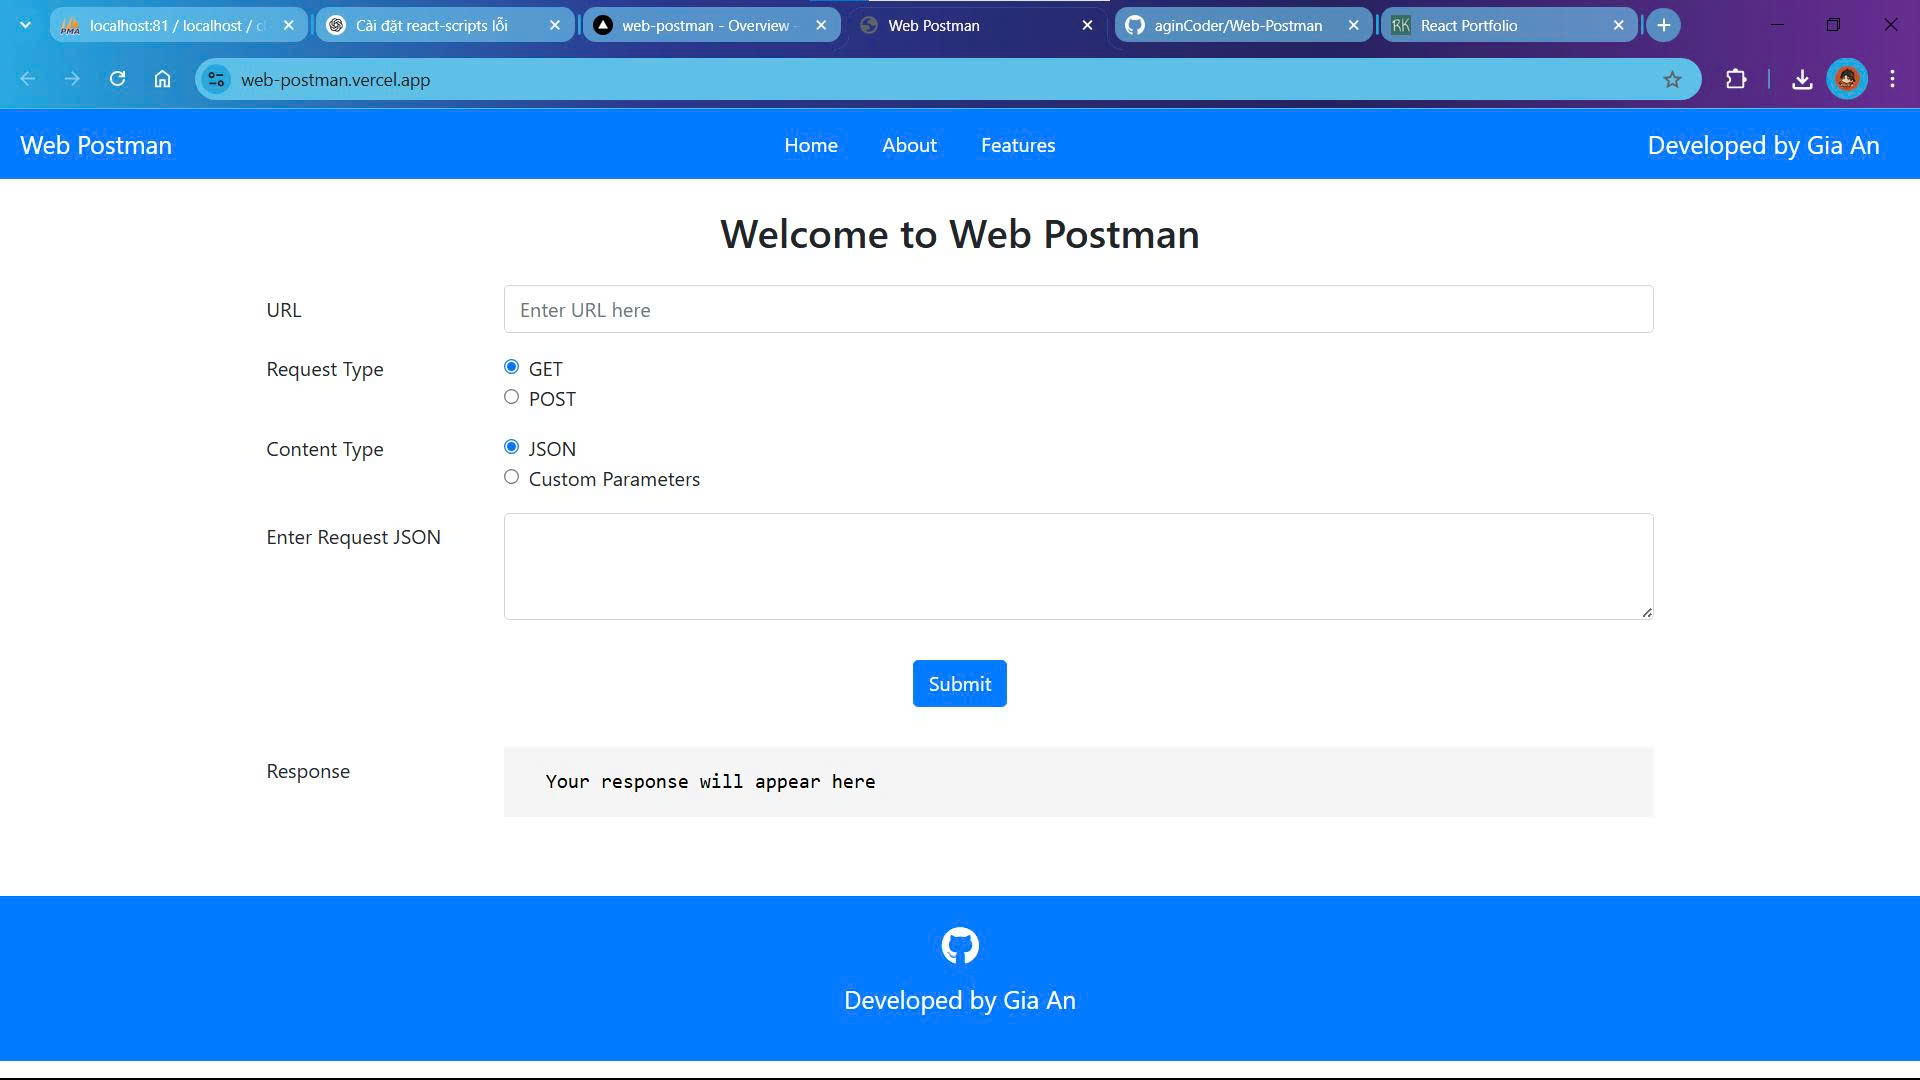 localhost:81 / localhost / c
Cài đặt react-scripts lỗi
web-postman - Overview -
Web Postman
aginCoder/Web-Postman
React Portfolio
web-postman.vercel.app
Web Postman
Home
About
Features
Developed by Gia An
Welcome to Web Postman
URL
Enter URL here
Request Type
GET
POST
Content Type
JSON
Custom Parameters
Enter Request JSON
Submit
Response
Your response will appear here
Developed by Gia An